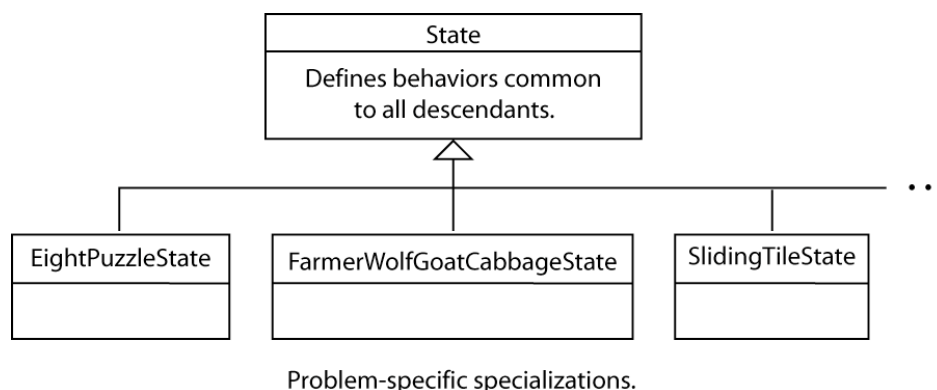 State
Defines behaviors common
to all descendants.
EightPuzzleState
FarmerWolfGoatCabbageState
SlidingTileState
Problem-specific specializations.